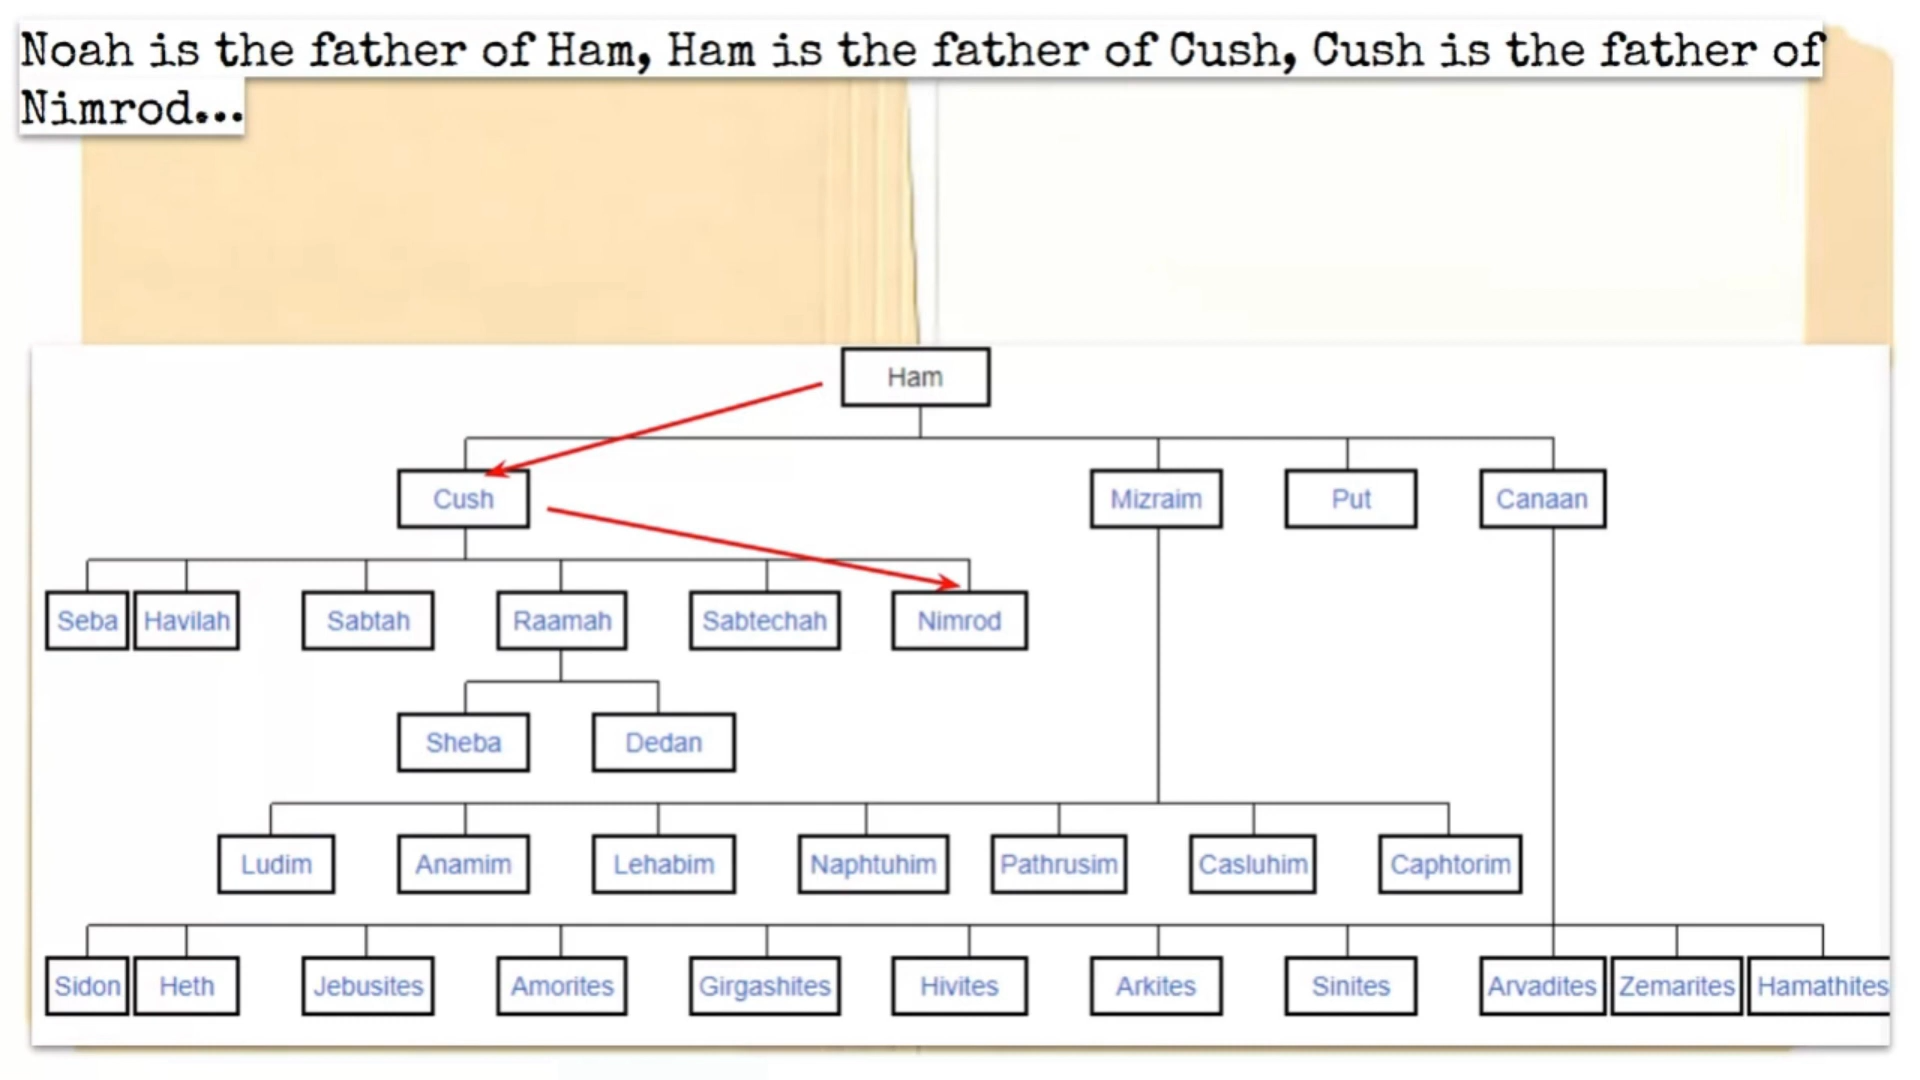 Noah is the father of Ham, Ham is the father of Cush, Cush is the father of
Nimrod...
Ham
Cush
Mizraim
Put
Canaan
Seba
Havilah
Sabtah
Raamah
Sabtechah
Nimrod
Sheba
Dedan
Ludim
Anamim
Lehabim
Naphtuhim
Pathrusim
Casluhim
Caphtorim
Sidon
Heth
Jebusites
Amorites
Girgashites
Hivites
Arkites
Sinites
Arvadites
Zemarites
Hamathites